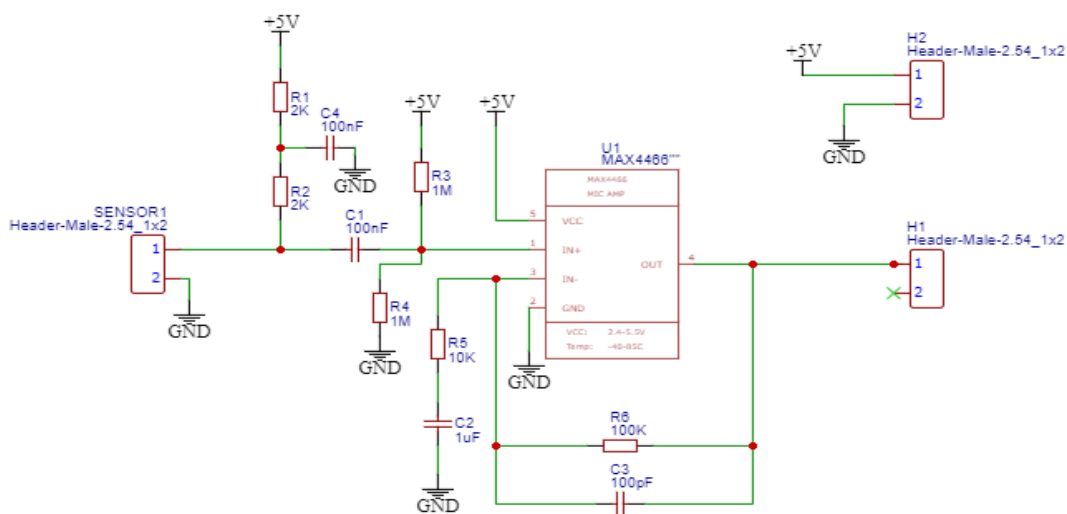 +5V
R1
2K
C4
100nF
GND
R2
2K
+5V
R3
1M
+5V
U1
MAX4466""
MAX4466
MIC AMP
5
VCC
1
IN+
3
IN-
2
GND
OUT
4
VCC: 2.4-5.5V
Temp: -40-85C
H2
Header-Male-2.54_1x2
+5V
1
2
GND
SENSOR1
Header-Male-2.54_1x2
1
2
GND
C1
100nF
R4
1M
GND
R5
10K
C2
1uF
GND
GND
H1
Header-Male-2.54_1x2
1
2
R6
100K
C3
100pF